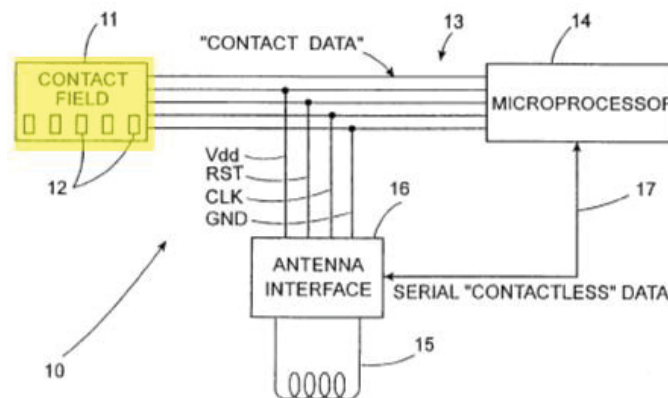 11
13
14
"CONTACT DATA"
CONTACT
FIELD
MICROPROCESSOR
12
Vdd
RST
CLK
GND
16
17
ANTENNA
INTERFACE
SERIAL "CONTACTLESS" DATA
10
15